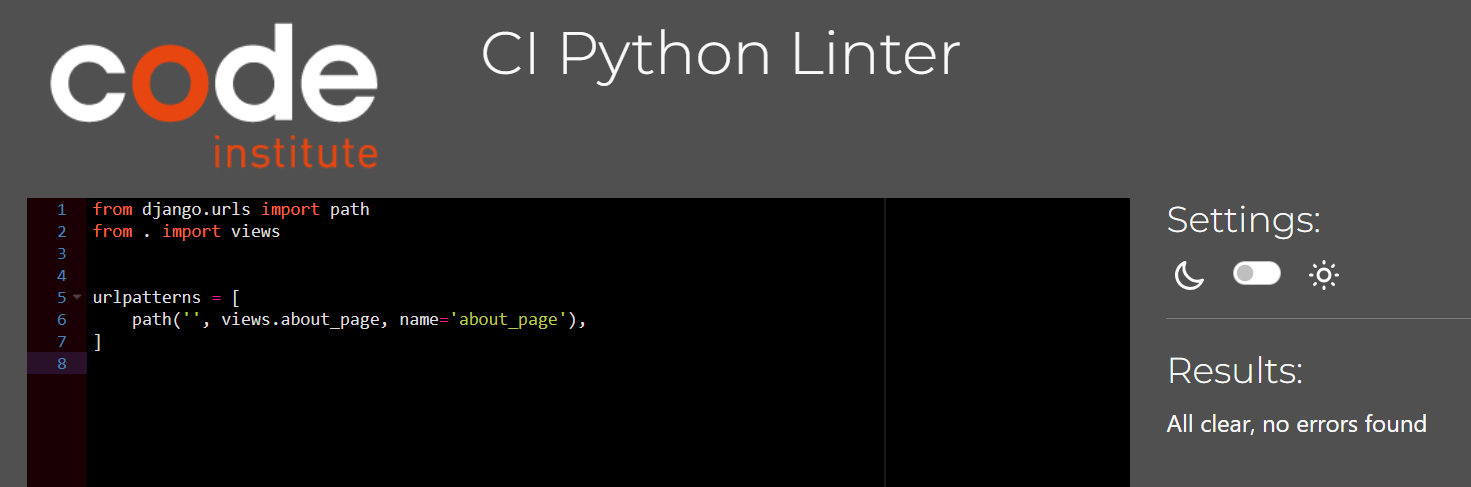 code
institute
CI Python Linter
1 from django.urls import path
2 from . import views
3
4
5 urlpatterns = [
6     path('', views.about_page, name='about_page'),
7 ]
8
Settings:
Results:
All clear, no errors found